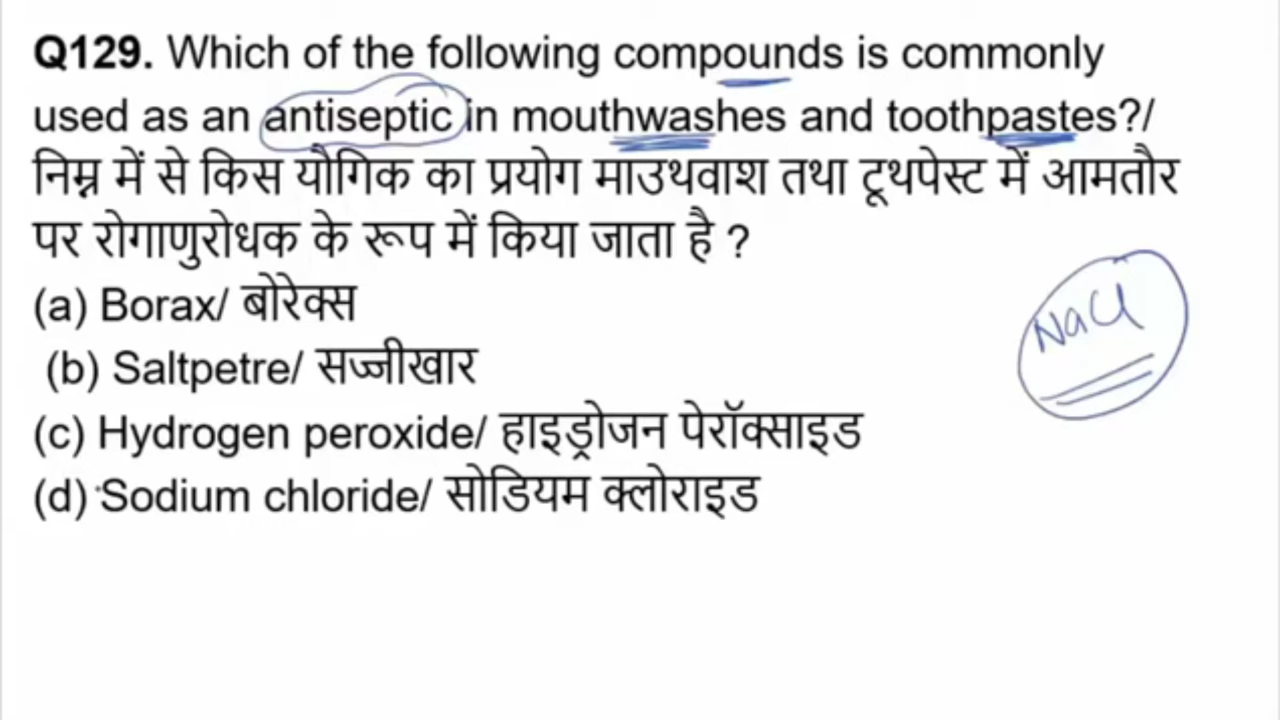 Q129. Which of the following compounds is commonly
used as an antiseptic in mouthwashes and toothpastes?/
निम्न में से किस यौगिक का प्रयोग माउथवाश तथा टूथपेस्ट में आमतौर
पर रोगाणुरोधक के रूप में किया जाता है ?
(a) Borax/ बोरेक्स
(b) Saltpetre/ सज्जीखार
NaCl
(c) Hydrogen peroxide/ हाइड्रोजन पेरॉक्साइड
(d) Sodium chloride/ सोडियम क्लोराइड